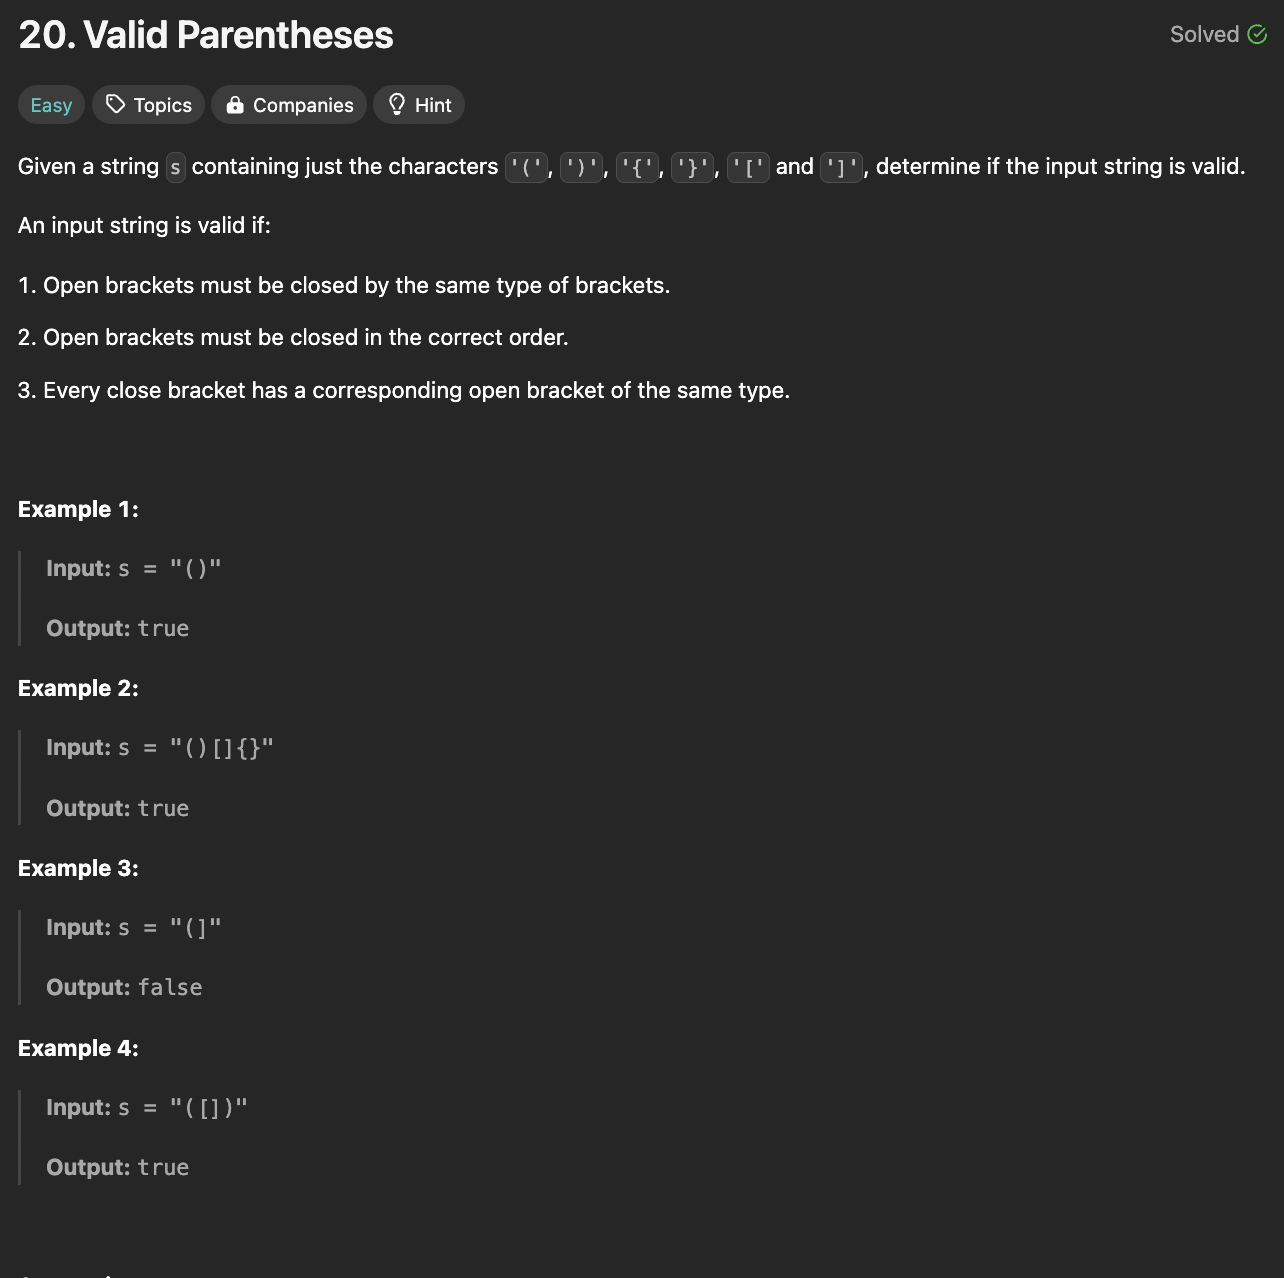 20. Valid Parentheses
Solved
Easy Topics Companies Hint
Given a string s containing just the characters '(', ')', '{', '}', '[' and ']', determine if the input string is valid.
An input string is valid if:
1. Open brackets must be closed by the same type of brackets.
2. Open brackets must be closed in the correct order.
3. Every close bracket has a corresponding open bracket of the same type.
Example 1:
Input: s = "()"
Output: true
Example 2:
Input: s = "()[]{}"
Output: true
Example 3:
Input: s = "(]"
Output: false
Example 4:
Input: s = "([])"
Output: true